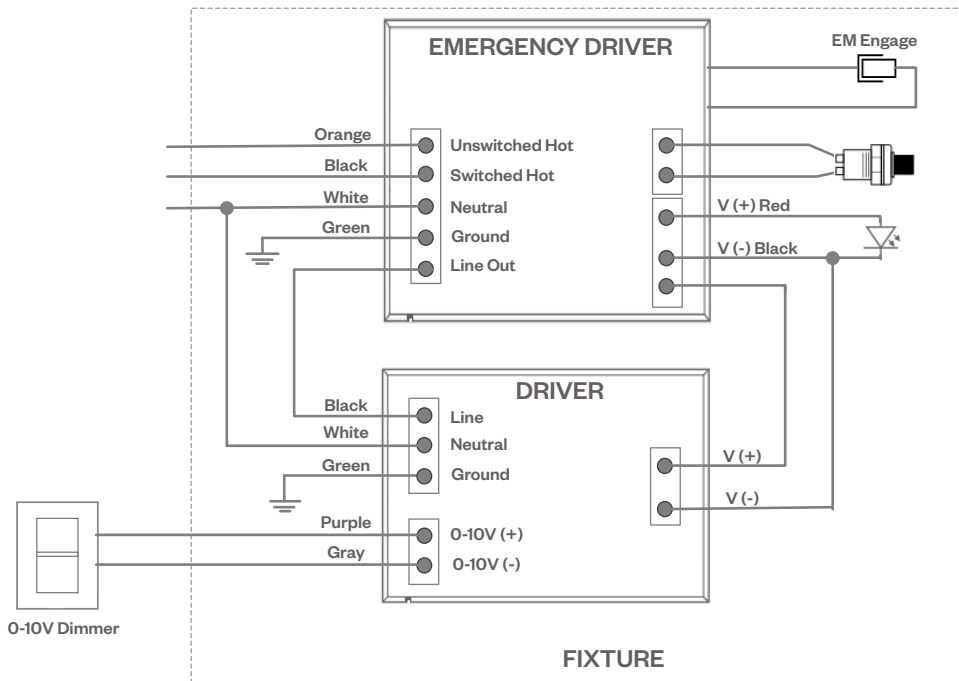 EMERGENCY DRIVER
EM Engage
Orange
Unswitched Hot
Black
Switched Hot
White
Neutral
V (+) Red
Green
Ground
V (-) Black
Line Out
DRIVER
Black
Line
White
Neutral
V (+)
Green
Ground
V (-)
Purple
0-10V (+)
Gray
0-10V (-)
0-10V Dimmer
FIXTURE